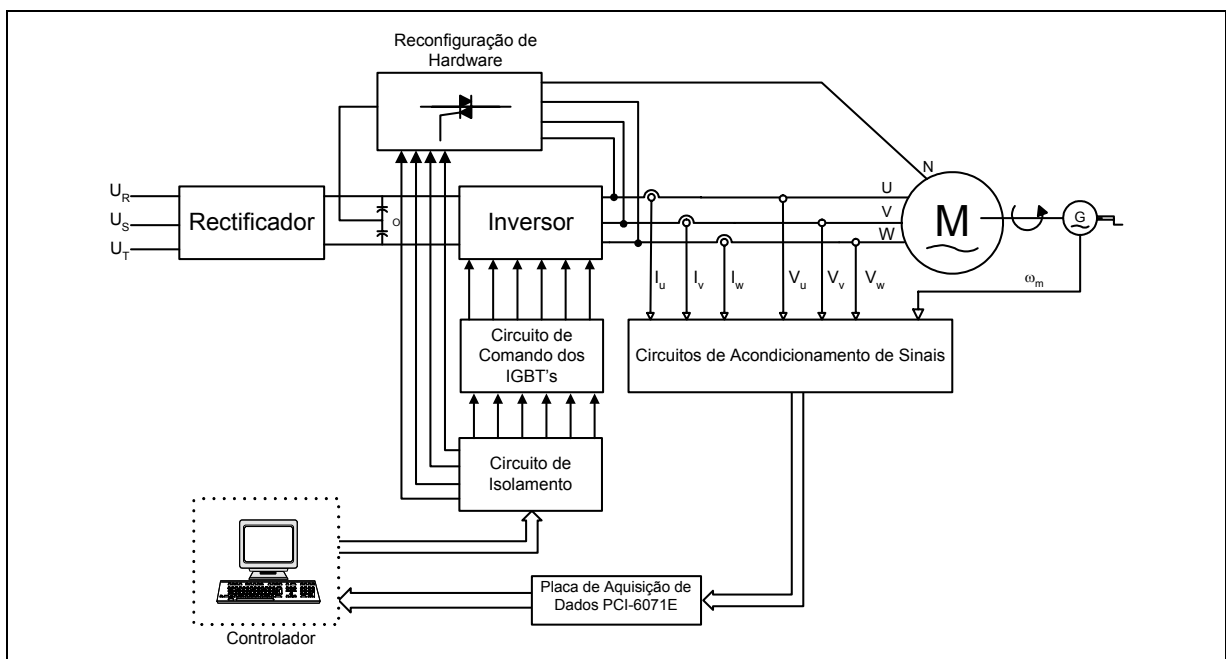 Reconfiguração de
Hardware
N
U_R
U_S
U_T
Rectificador
O
Inversor
U
V
W
M
G
I_u
I_v
I_w
V_u
V_v
V_w
ω_m
Circuito de
Comando dos
IGBT's
Circuitos de Acondicionamento de Sinais
Circuito de
Isolamento
Placa de Aquisição de
Dados PCI-6071E
Controlador